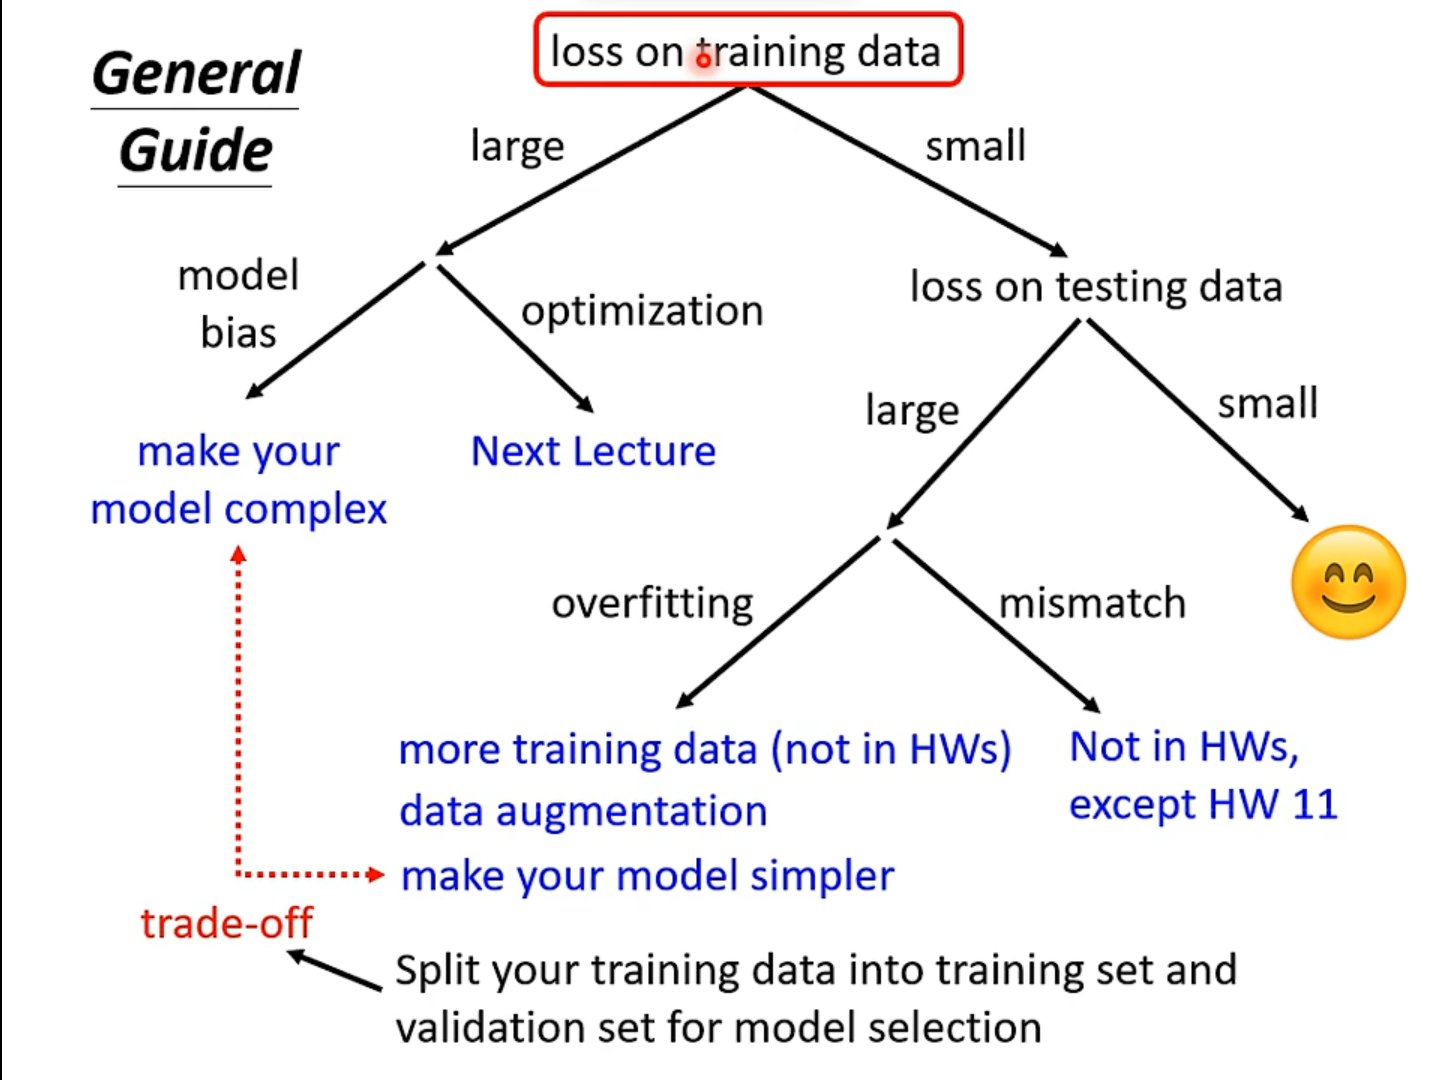 General
Guide
loss on training data
large
small
model
bias
optimization
loss on testing data
make your
model complex
Next Lecture
large
small
overfitting
mismatch
more training data (not in HWs)
data augmentation
make your model simpler
Not in HWs,
except HW 11
trade-off
Split your training data into training set and
validation set for model selection